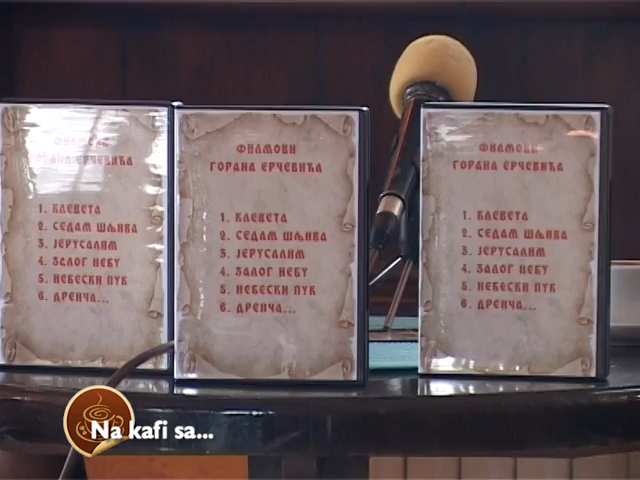 ФИЛМОВИ
ГОРАНА ЕРЧЕВИЋА
1. КЛЕВЕТА
2. СЕДАМ ШЉИВА
3. ЈЕРУСАЛИМ
4. ЗАЛОГ НЕБУ
5. НЕБЕСКИ ПУК
6. ДРЕНЧА...
ФИЛМОВИ
ГОРАНА ЕРЧЕВИЋА
1. КЛЕВЕТА
2. СЕДАМ ШЉИВА
3. ЈЕРУСАЛИМ
4. ЗАЛОГ НЕБУ
5. НЕБЕСКИ ПУК
6. ДРЕНЧА...
ФИЛМОВИ
ГОРАНА ЕРЧЕВИЋА
1. КЛЕВЕТА
2. СЕДАМ ШЉИВА
3. ЈЕРУСАЛИМ
4. ЗАЛОГ НЕБУ
5. НЕБЕСКИ ПУК
6. ДРЕНЧА...
Na kafi sa...